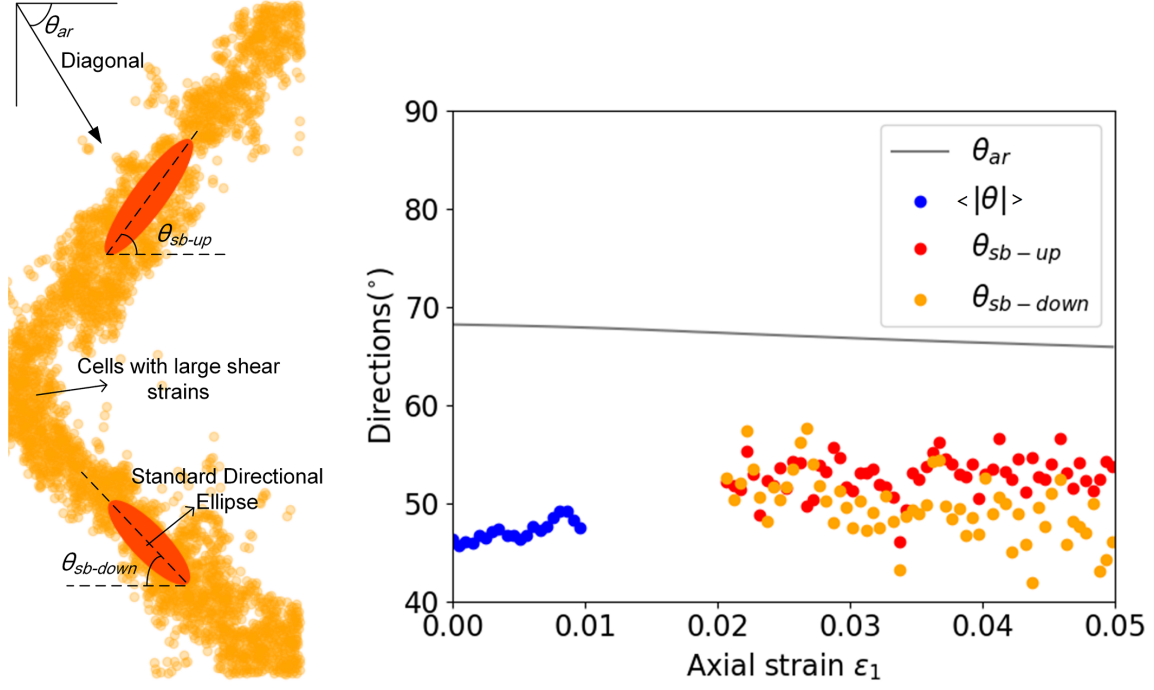 θar
Diagonal
θsb-up
Cells with large shear
strains
Standard Directional
Ellipse
θsb-down
90
80
70
60
50
40
Directions(°)
0.00 0.01 0.02 0.03 0.04 0.05
Axial strain ε1
θar
<|θ|>
θsb−up
θsb−down